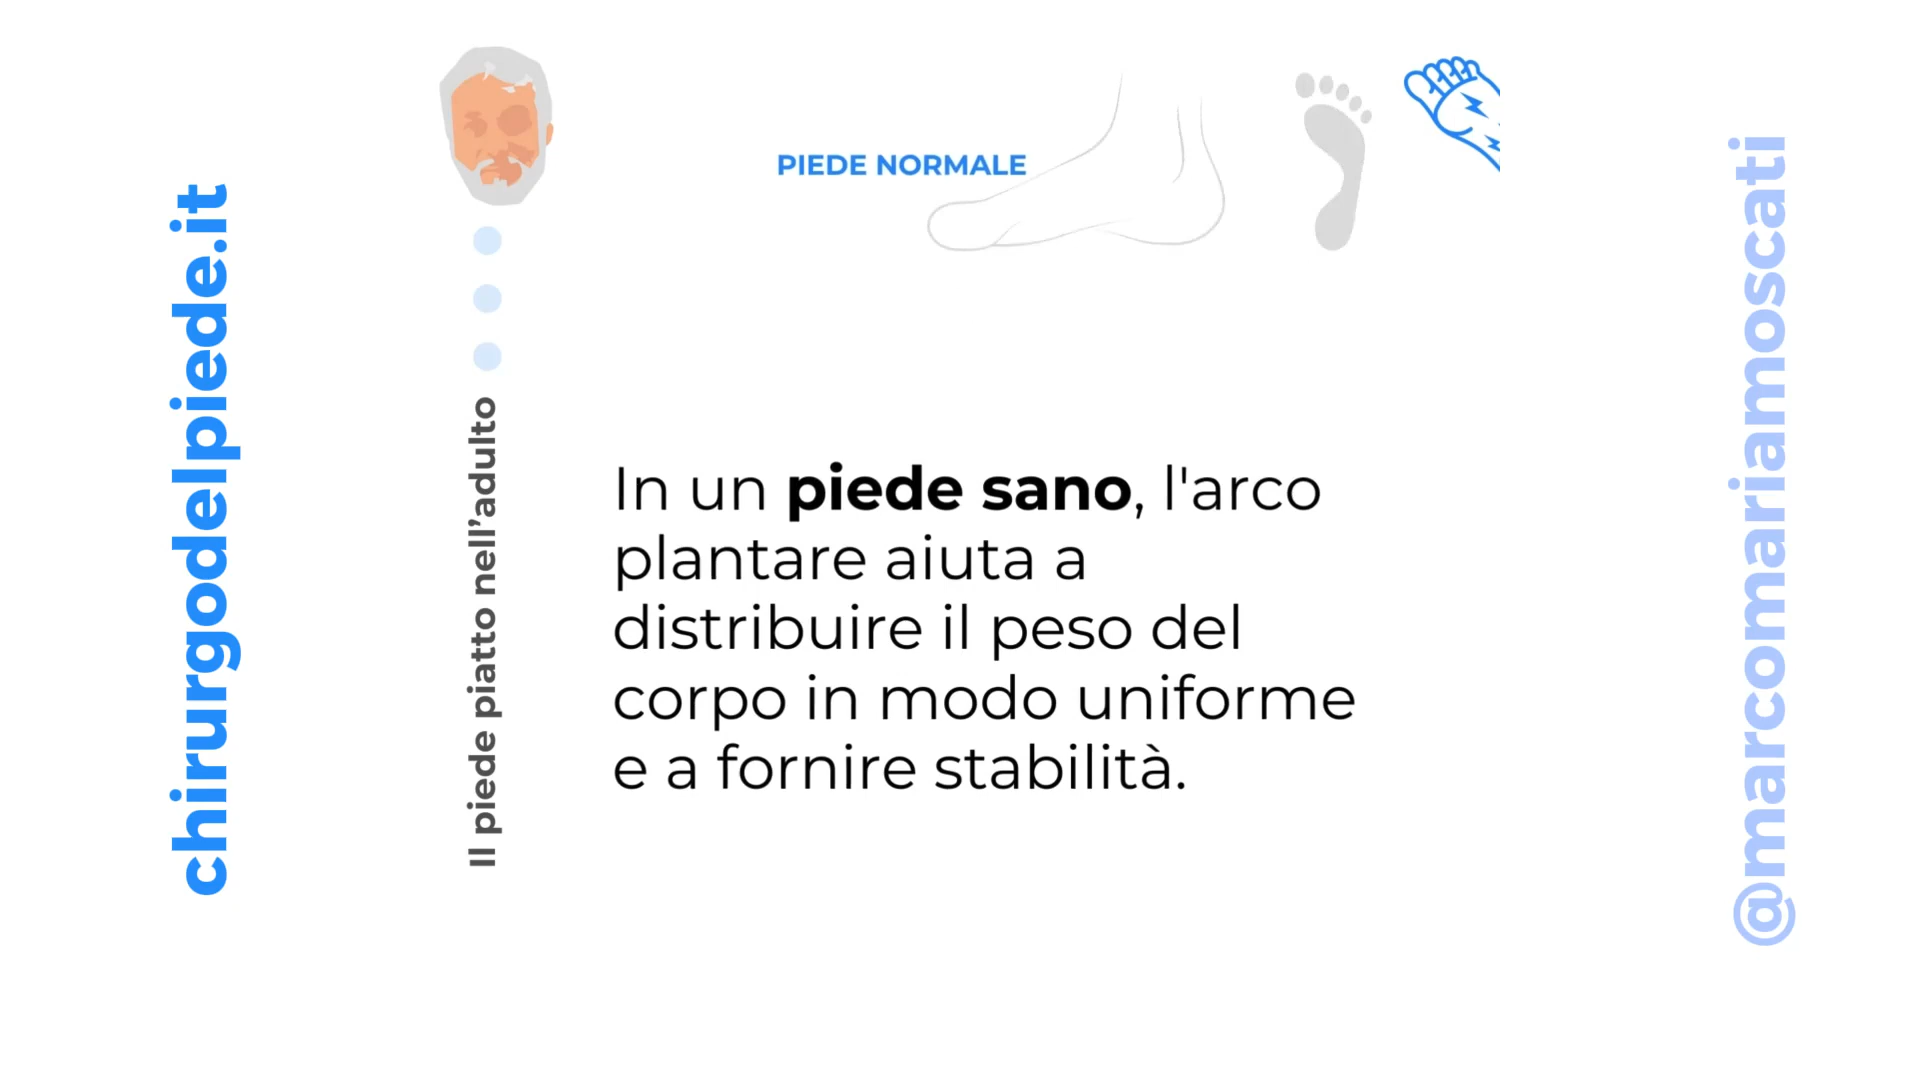 chirurgodelpiede.it
Il piede piatto nell’adulto
PIEDE NORMALE
In un piede sano, l'arco
plantare aiuta a
distribuire il peso del
corpo in modo uniforme
e a fornire stabilità.
@marcomariamoscati